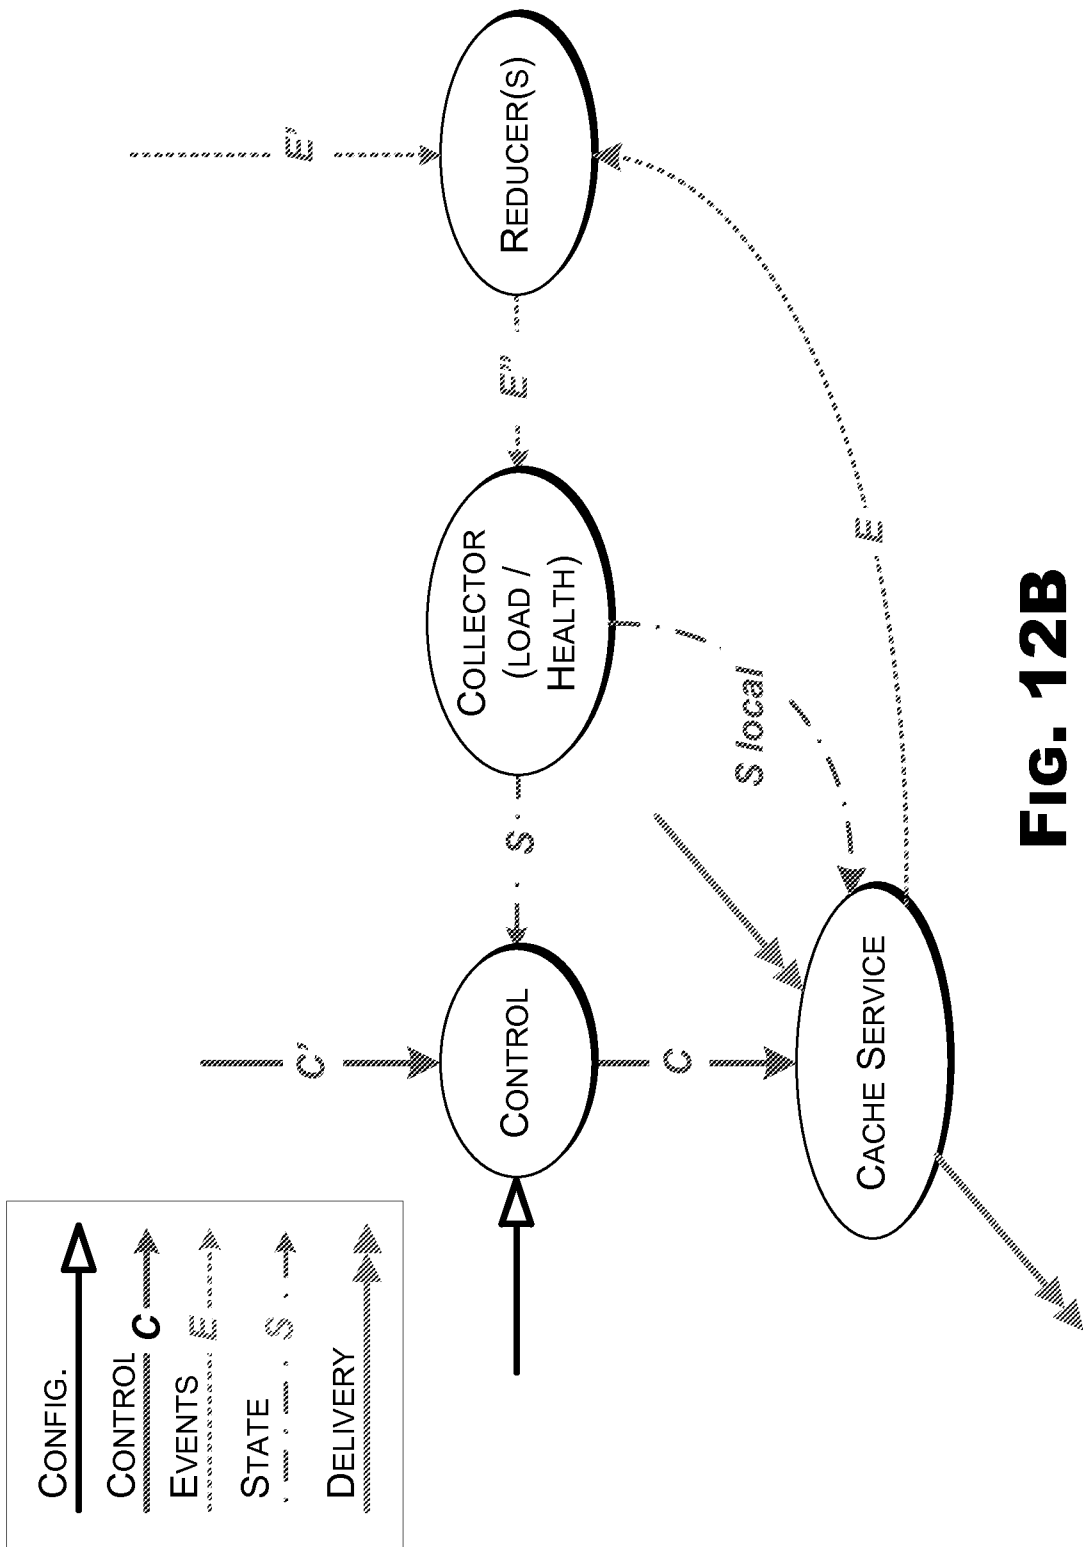 CONFIG.
CONTROL C
EVENTS E
STATE S
DELIVERY
C'
CONTROL
S
COLLECTOR
(LOAD /
HEALTH)
E''
REDUCER(S)
E'
C
S local
CACHE SERVICE
E
FIG. 12B